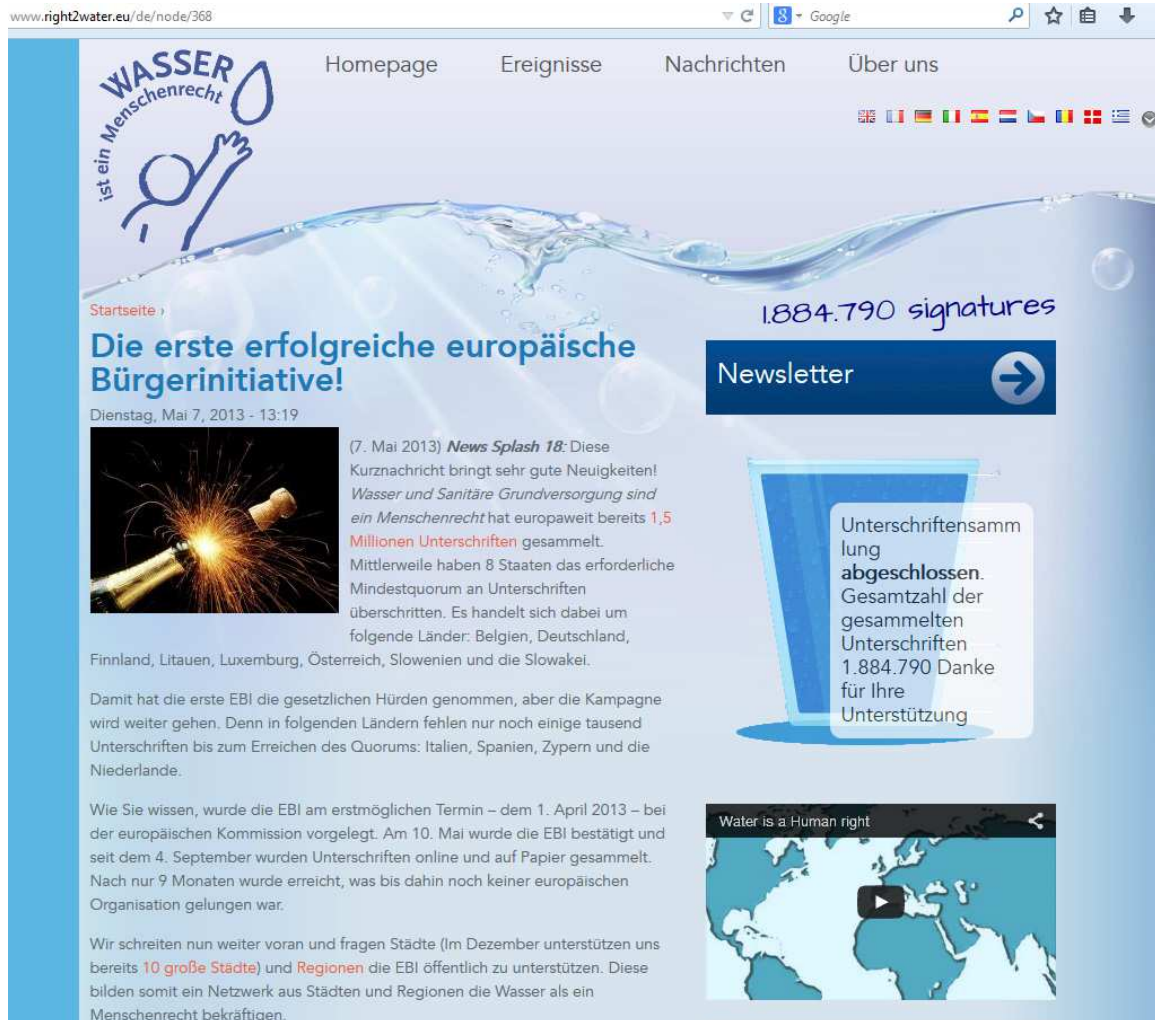 www.right2water.eu/de/node/368
Google
WASSER
ist ein Menschenrecht
Homepage
Ereignisse
Nachrichten
Über uns
Startseite ›
Die erste erfolgreiche europäische
Bürgerinitiative!
Dienstag, Mai 7, 2013 - 13:19
(7. Mai 2013) News Splash 18: Diese
Kurznachricht bringt sehr gute Neuigkeiten!
Wasser und Sanitäre Grundversorgung sind
ein Menschenrecht hat europaweit bereits 1,5
Millionen Unterschriften gesammelt.
Mittlerweile haben 8 Staaten das erforderliche
Mindestquorum an Unterschriften
überschritten. Es handelt sich dabei um
folgende Länder: Belgien, Deutschland,
Finnland, Litauen, Luxemburg, Österreich, Slowenien und die Slowakei.
Damit hat die erste EBI die gesetzlichen Hürden genommen, aber die Kampagne
wird weiter gehen. Denn in folgenden Ländern fehlen nur noch einige tausend
Unterschriften bis zum Erreichen des Quorums: Italien, Spanien, Zypern und die
Niederlande.
Wie Sie wissen, wurde die EBI am erstmöglichen Termin – dem 1. April 2013 – bei
der europäischen Kommission vorgelegt. Am 10. Mai wurde die EBI bestätigt und
seit dem 4. September wurden Unterschriften online und auf Papier gesammelt.
Nach nur 9 Monaten wurde erreicht, was bis dahin noch keiner europäischen
Organisation gelungen war.
Wir schreiten nun weiter voran und fragen Städte (Im Dezember unterstützen uns
bereits 10 große Städte) und Regionen die EBI öffentlich zu unterstützen. Diese
bilden somit ein Netzwerk aus Städten und Regionen die Wasser als ein
Menschenrecht bekräftigen.
1.884.790 signatures
Newsletter
Unterschriftensamm
lung
abgeschlossen.
Gesamtzahl der
gesammelten
Unterschriften
1.884.790 Danke
für Ihre
Unterstützung
Water is a Human right